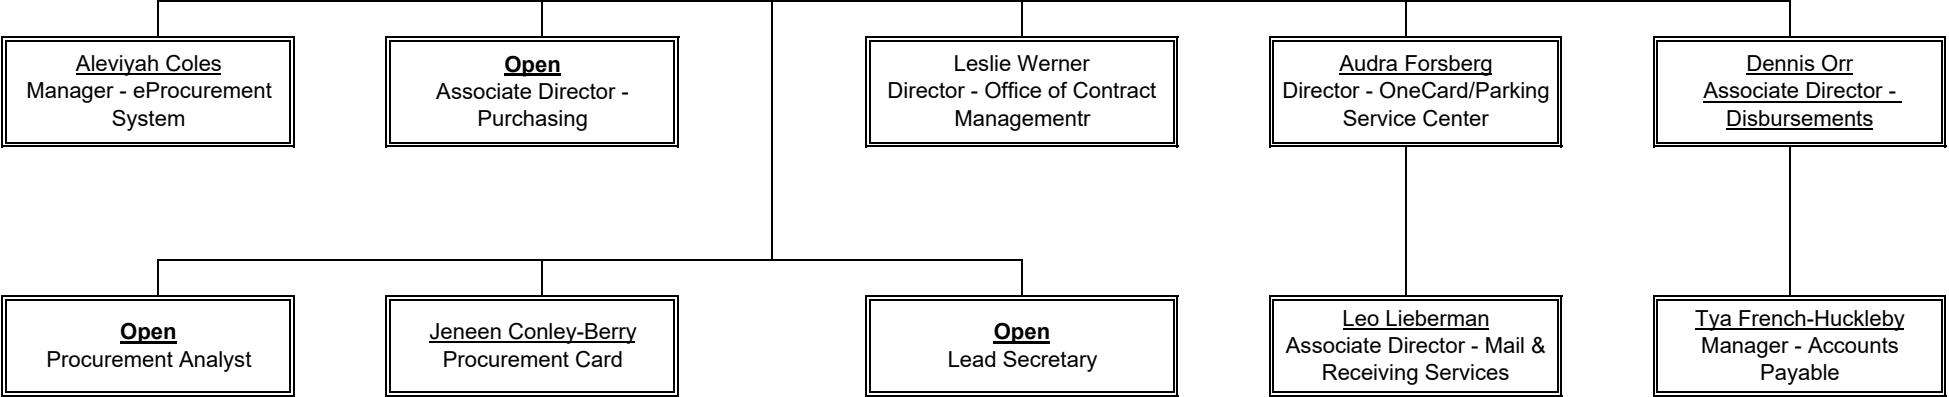 Aleviyah Coles
Manager - eProcurement
System
Open
Associate Director -
Purchasing
Leslie Werner
Director - Office of Contract
Managementr
Audra Forsberg
Director - OneCard/Parking
Service Center
Dennis Orr
Associate Director -
Disbursements
Open
Procurement Analyst
Jeneen Conley-Berry
Procurement Card
Open
Lead Secretary
Leo Lieberman
Associate Director - Mail &
Receiving Services
Tya French-Huckleby
Manager - Accounts
Payable